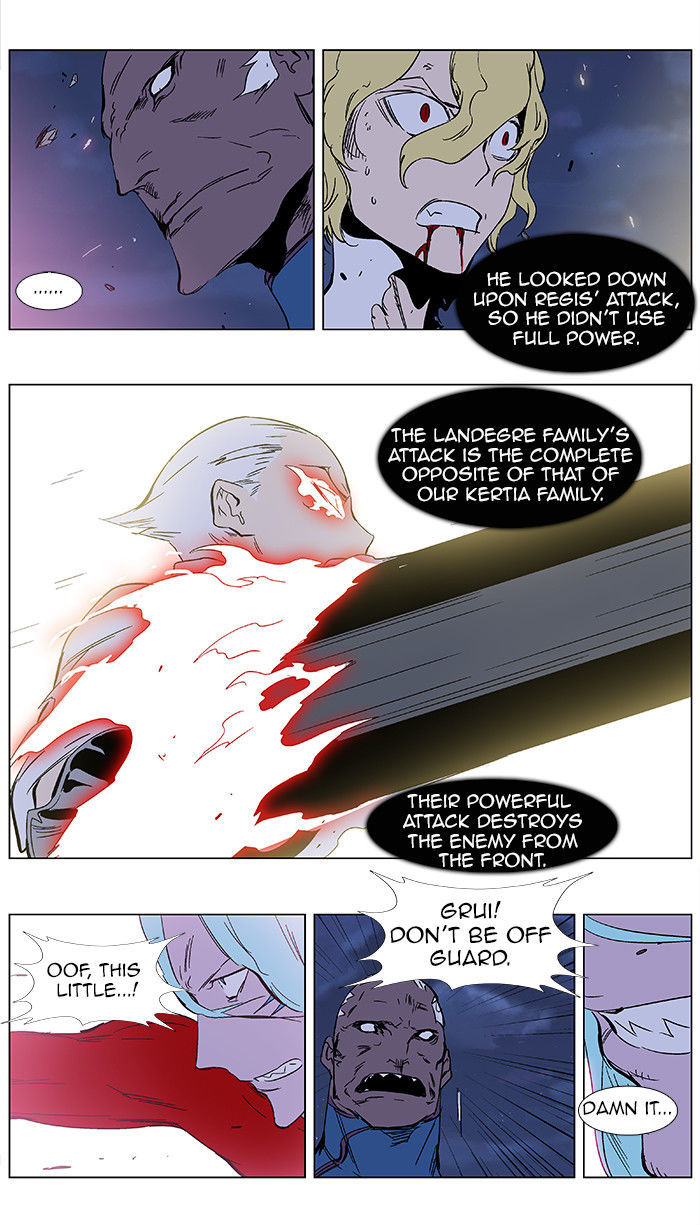 ......
HE LOOKED DOWN
UPON REGIS' ATTACK,
SO HE DIDN'T USE
FULL POWER.
THE LANDEGRE FAMILY'S
ATTACK IS THE COMPLETE
OPPOSITE OF THAT OF
OUR KERTIA FAMILY.
THEIR POWERFUL
ATTACK DESTROYS
THE ENEMY FROM
THE FRONT.
OOF, THIS
LITTLE...!
GRUI!
DON'T BE OFF
GUARD.
DAMN IT...